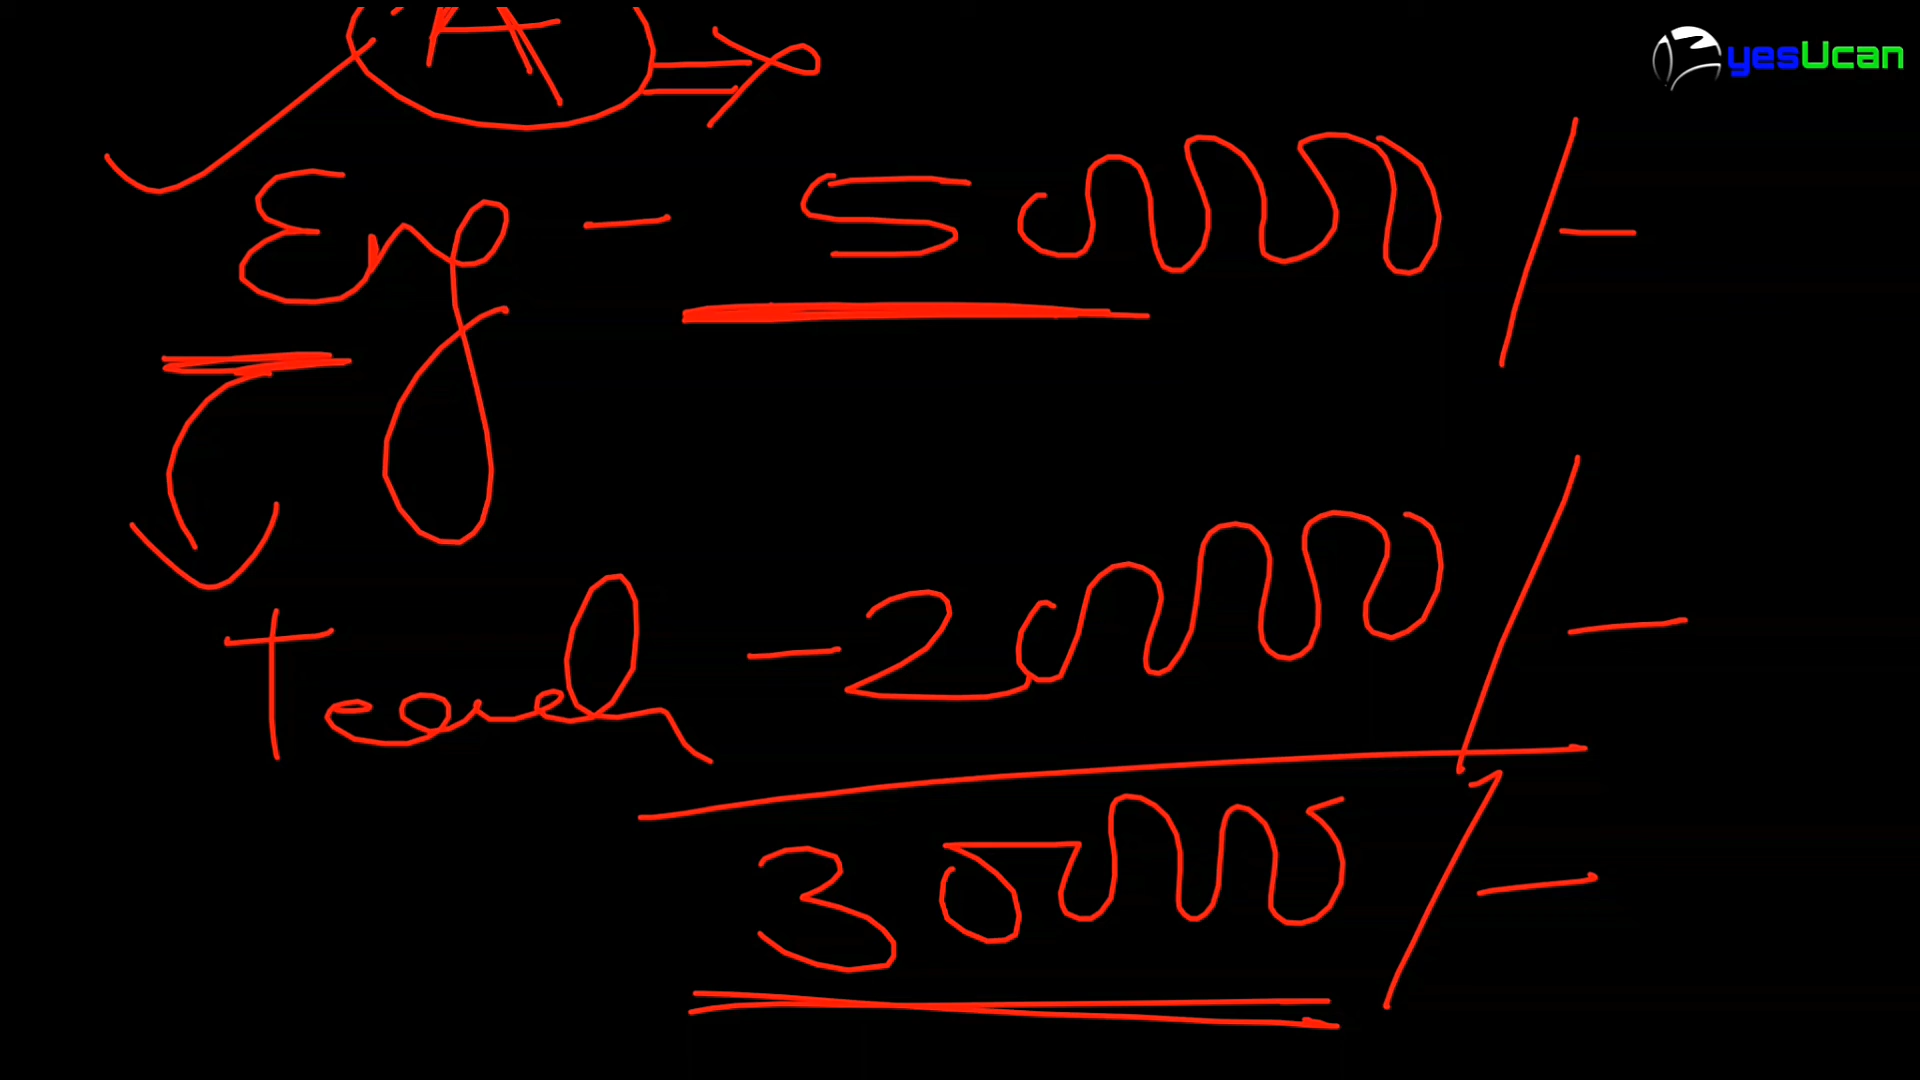 A
yesUcan
Eng - 50000/-
Teach - 20000/-
30000/-